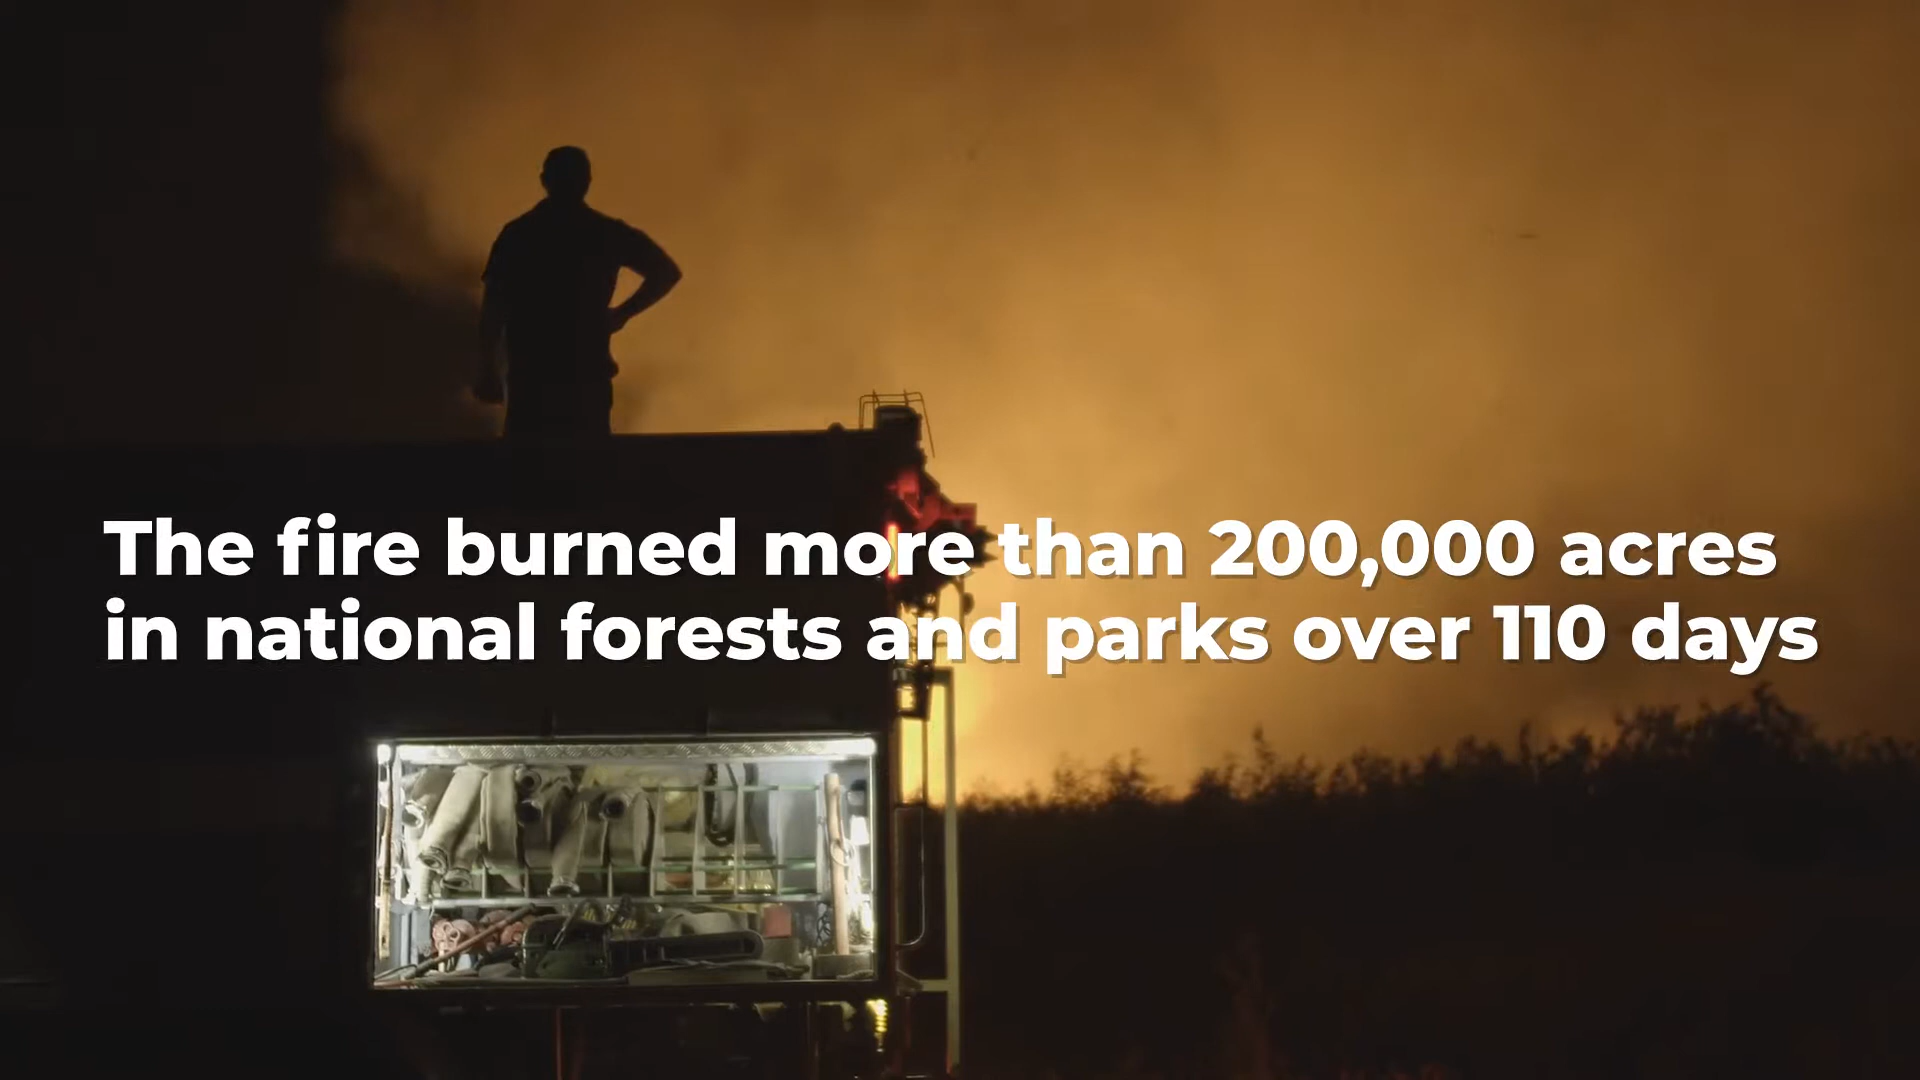 The fire burned more than 200,000 acres
in national forests and parks over 110 days